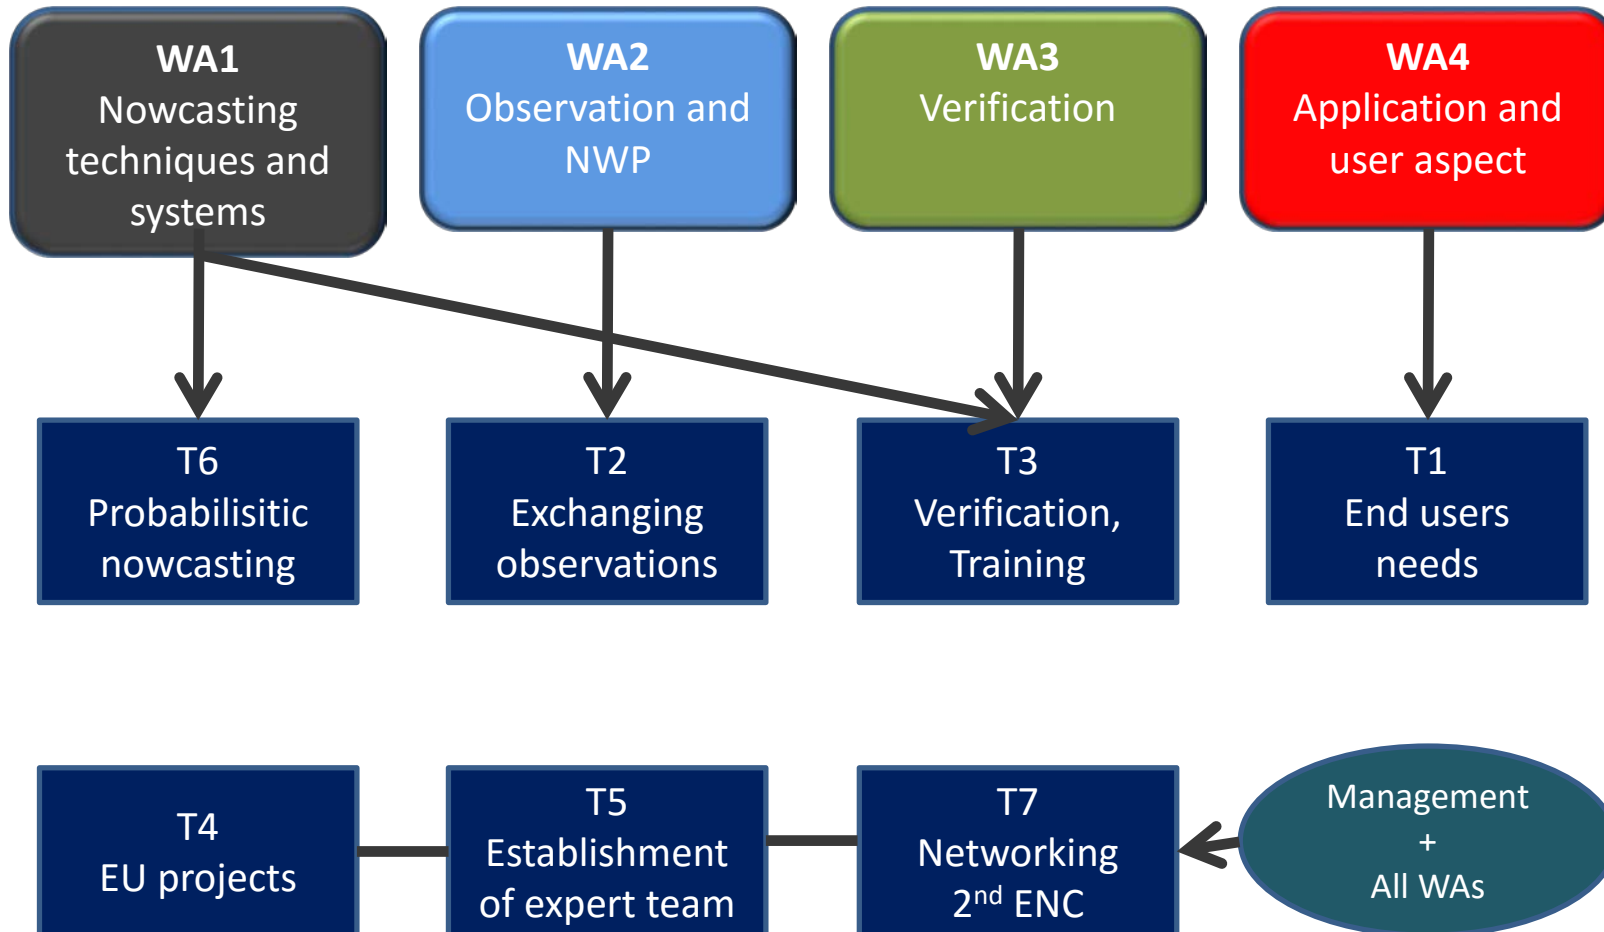 WA1
Nowcasting
techniques and
systems
WA2
Observation and
NWP
WA3
Verification
WA4
Application and
user aspect
T6
Probabilisitic
nowcasting
T2
Exchanging
observations
T3
Verification,
Training
T1
End users
needs
T4
EU projects
T5
Establishment
of expert team
T7
Networking
2nd ENC
Management
+
All WAs